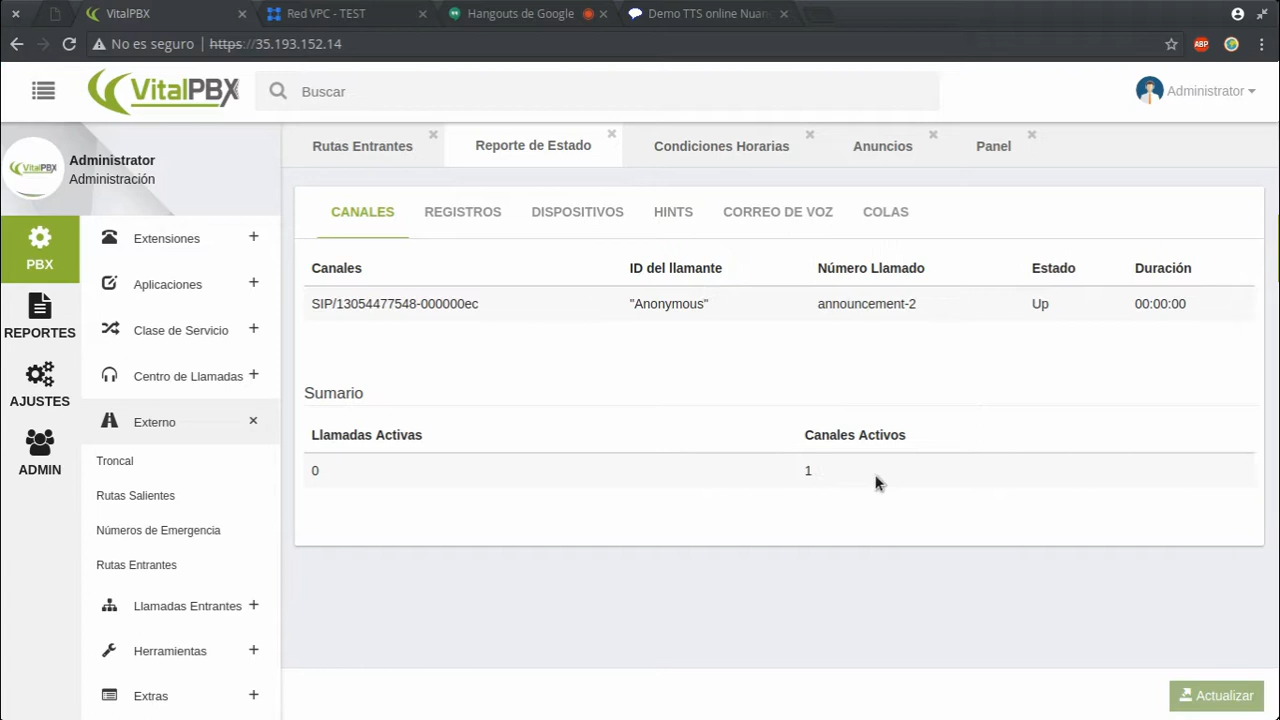 VitalPBX
Red VPC - TEST
Hangouts de Google
Demo TTS online Nuan
No es seguro
https://35.193.152.14
ABP
VitalPBX
Buscar
Administrator
VitalPBX
Administrator
Administración
Rutas Entrantes
Reporte de Estado
Condiciones Horarias
Anuncios
Panel
PBX
REPORTES
AJUSTES
ADMIN
Extensiones
Aplicaciones
Clase de Servicio
Centro de Llamadas
Externo
Troncal
Rutas Salientes
Números de Emergencia
Rutas Entrantes
Llamadas Entrantes
Herramientas
Extras
CANALES REGISTROS DISPOSITIVOS HINTS CORREO DE VOZ COLAS
Canales ID del llamante Número Llamado Estado Duración
SIP/13054477548-000000ec "Anonymous" announcement-2 Up 00:00:00
Sumario
Llamadas Activas Canales Activos
0 1
Actualizar